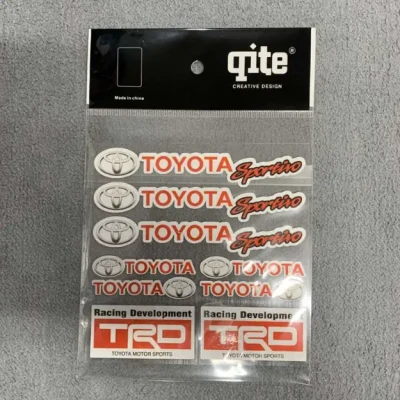 qite®
CREATIVE DESIGN
Made in china
TOYOTA Sportivo
TOYOTA Sportivo
TOYOTA Sportivo
TOYOTA TOYOTA
TOYOTA TOYOTA
Racing Development Racing Development
TRD TRD
TOYOTA MOTOR SPORTS TOYOTA MOTOR SPORTS